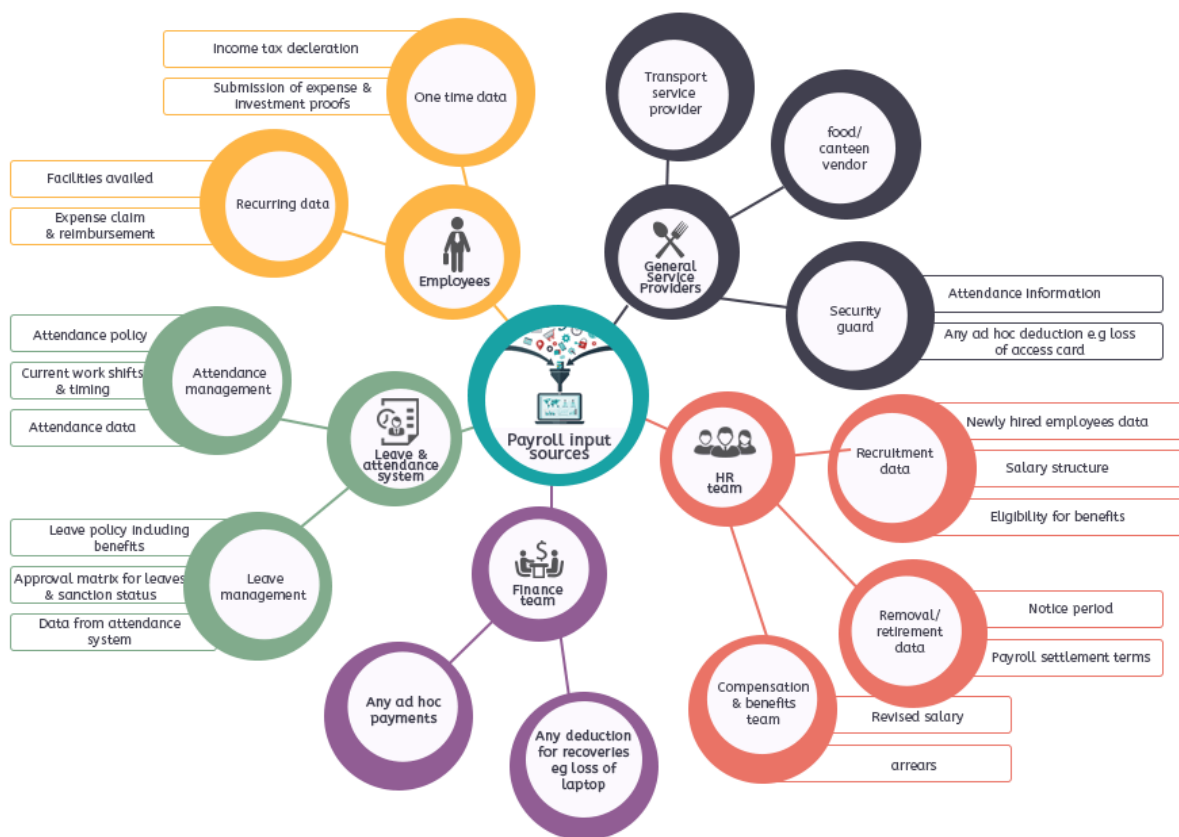 Income tax decleration
Submission of expense &
investment proofs
One time data
Facilities availed
Expense claim
& reimbursement
Recurring data
Employees
Transport
service
provider
food/
canteen
vendor
General
Service
Providers
Security
guard
Attendance information
Any ad hoc deduction e.g loss
of access card
Attendance policy
Current work shifts
& timing
Attendance data
Attendance
management
Leave &
attendance
system
Payroll input
sources
HR
team
Recruitment
data
Newly hired employees data
Salary structure
Eligibility for benefits
Leave policy including
benefits
Approval matrix for leaves
& sanction status
Data from attendance
system
Leave
management
Finance
team
Any ad hoc
payments
Any deduction
for recoveries
eg loss of
laptop
Removal/
retirement
data
Notice period
Payroll settlement terms
Compensation
& benefits
team
Revised salary
arrears